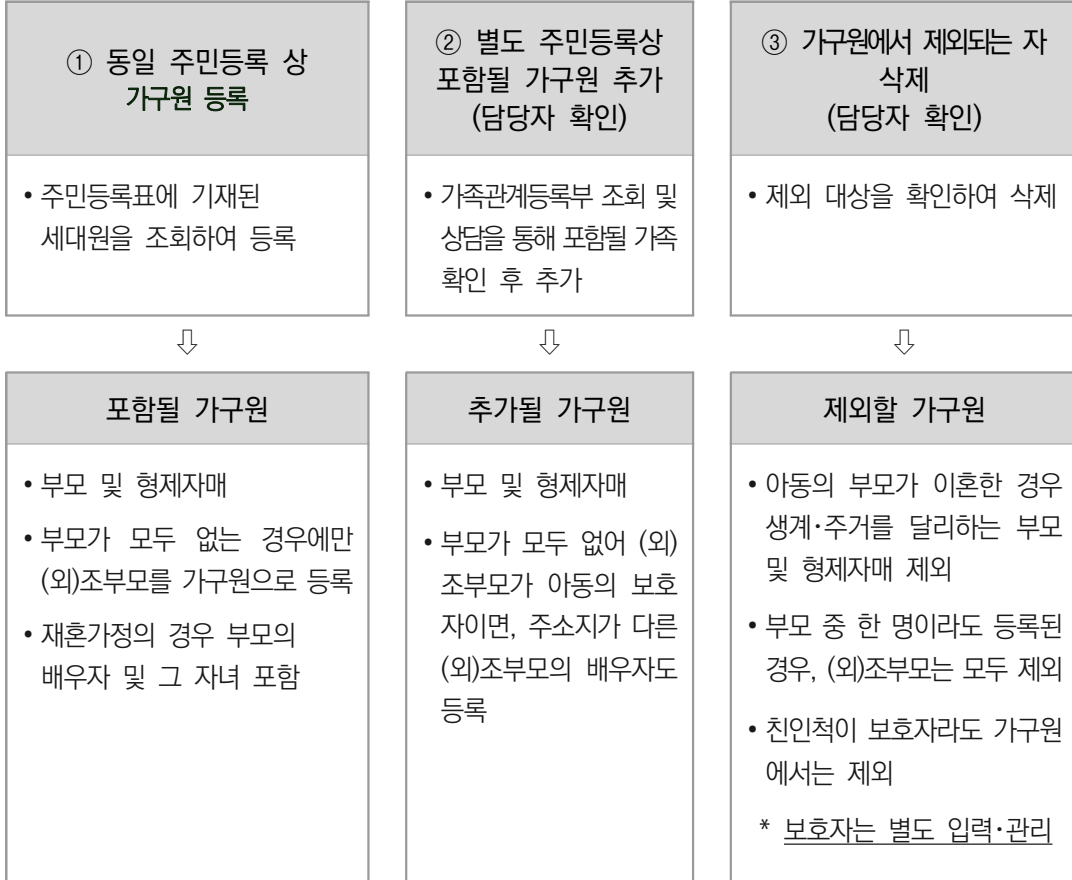 ① 동일 주민등록 상
가구원 등록
• 주민등록표에 기재된
세대원을 조회하여 등록
⇩
포함될 가구원
• 부모 및 형제자매
• 부모가 모두 없는 경우에만
(외)조부모를 가구원으로 등록
• 재혼가정의 경우 부모의
배우자 및 그 자녀 포함
② 별도 주민등록상
포함될 가구원 추가
(담당자 확인)
• 가족관계등록부 조회 및
상담을 통해 포함될 가족
확인 후 추가
⇩
추가될 가구원
• 부모 및 형제자매
• 부모가 모두 없어 (외)
조부모가 아동의 보호
자이면, 주소지가 다른
(외)조부모의 배우자도
등록
③ 가구원에서 제외되는 자
삭제
(담당자 확인)
• 제외 대상을 확인하여 삭제
⇩
제외할 가구원
• 아동의 부모가 이혼한 경우
생계·주거를 달리하는 부모
및 형제자매 제외
• 부모 중 한 명이라도 등록된
경우, (외)조부모는 모두 제외
• 친인척이 보호자라도 가구원
에서는 제외
* 보호자는 별도 입력·관리